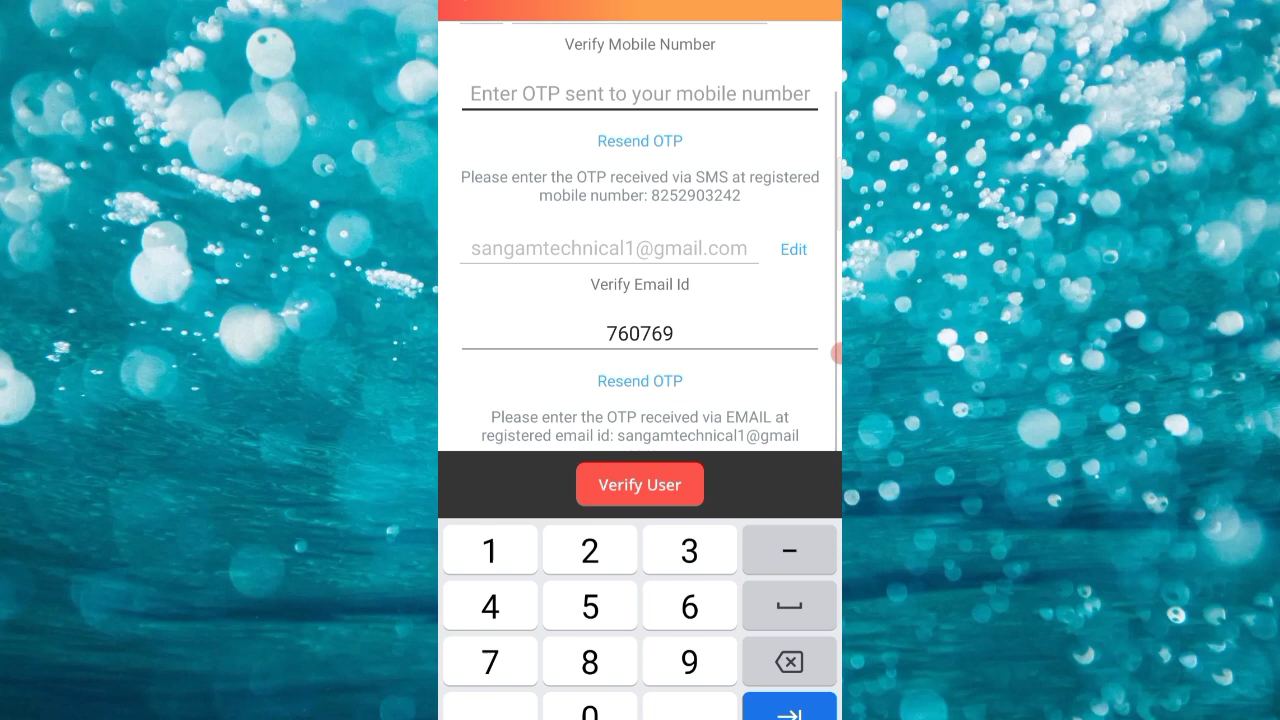 Verify Mobile Number
Enter OTP sent to your mobile number
Resend OTP
Please enter the OTP received via SMS at registered
mobile number: 8252903242
sangamtechnical1@gmail.com Edit
Verify Email Id
760769
Resend OTP
Please enter the OTP received via EMAIL at
registered email id: sangamtechnical1@gmail
Verify User
1 2 3 -
4 5 6
7 8 9
0